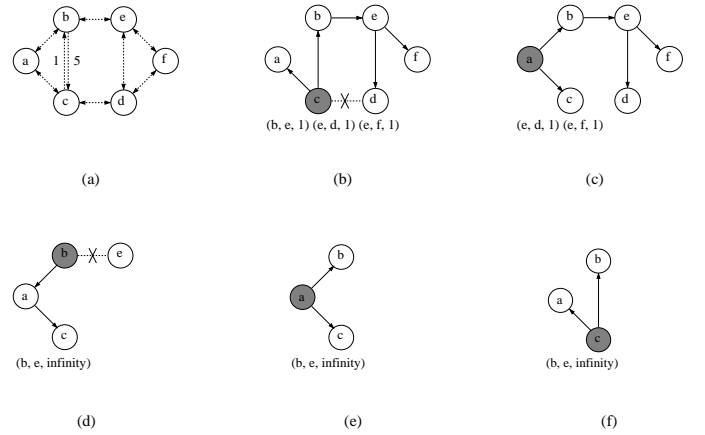 b
e
a
1
5
f
c
d
(a)
b
e
a
f
c
d
(b, e, 1) (e, d, 1) (e, f, 1)
(b)
b
e
a
f
c
d
(e, d, 1) (e, f, 1)
(c)
b
e
a
c
(b, e, infinity)
(d)
b
a
c
(b, e, infinity)
(e)
b
a
c
(b, e, infinity)
(f)